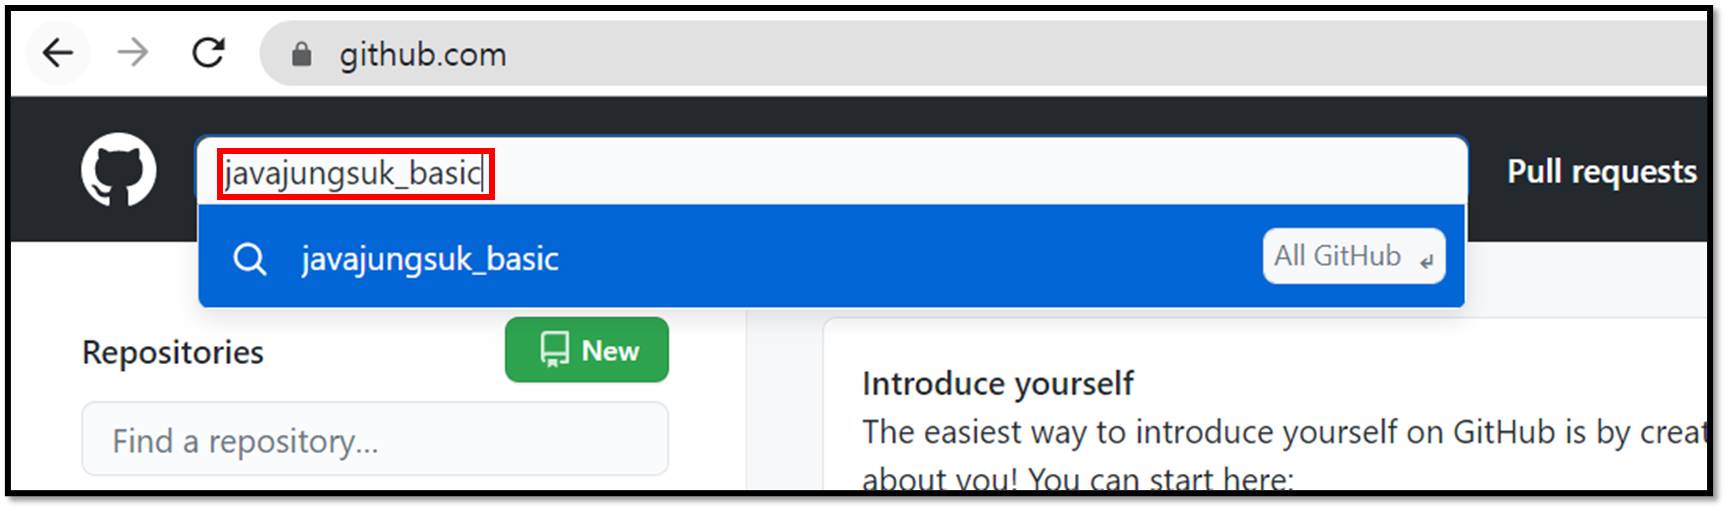 github.com
javajungsuk_basic
Pull requests
javajungsuk_basic
All GitHub
Repositories
New
Find a repository...
Introduce yourself
The easiest way to introduce yourself on GitHub is by creat
about you! You can start here: